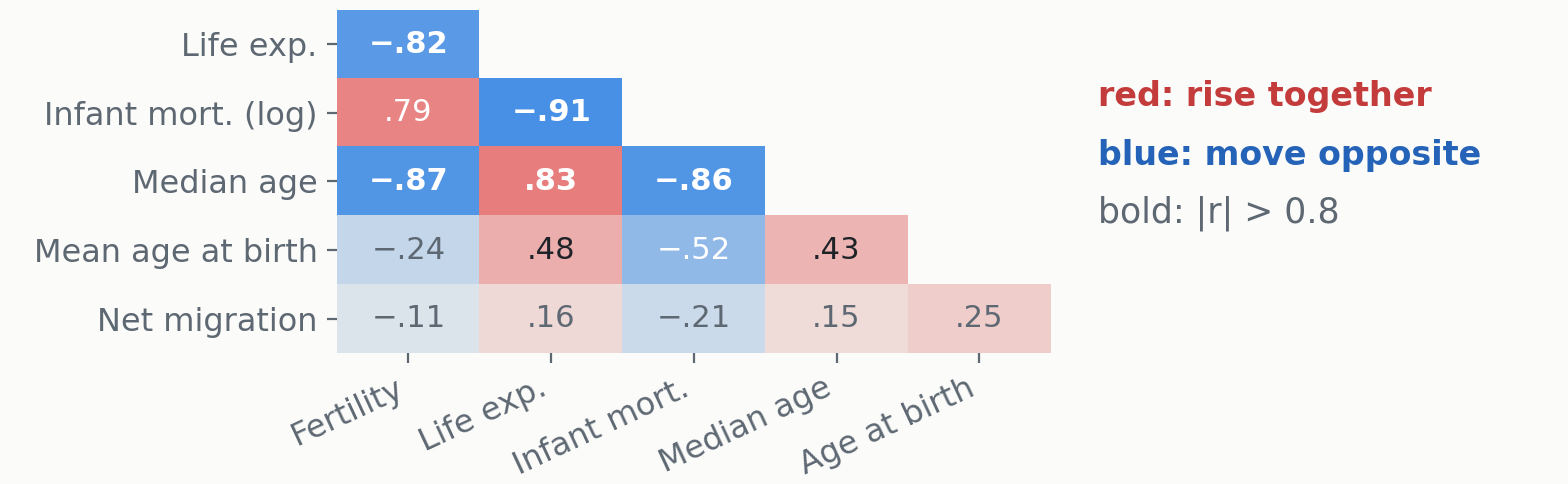 Life exp. −.82
Infant mort. (log) .79 −.91
red: rise together
blue: move opposite
bold: |r| > 0.8
Median age −.87 .83 −.86
Mean age at birth −.24 .48 −.52 .43
Net migration −.11 .16 −.21 .15 .25
Fertility Life exp. Infant mort. Median age Age at birth